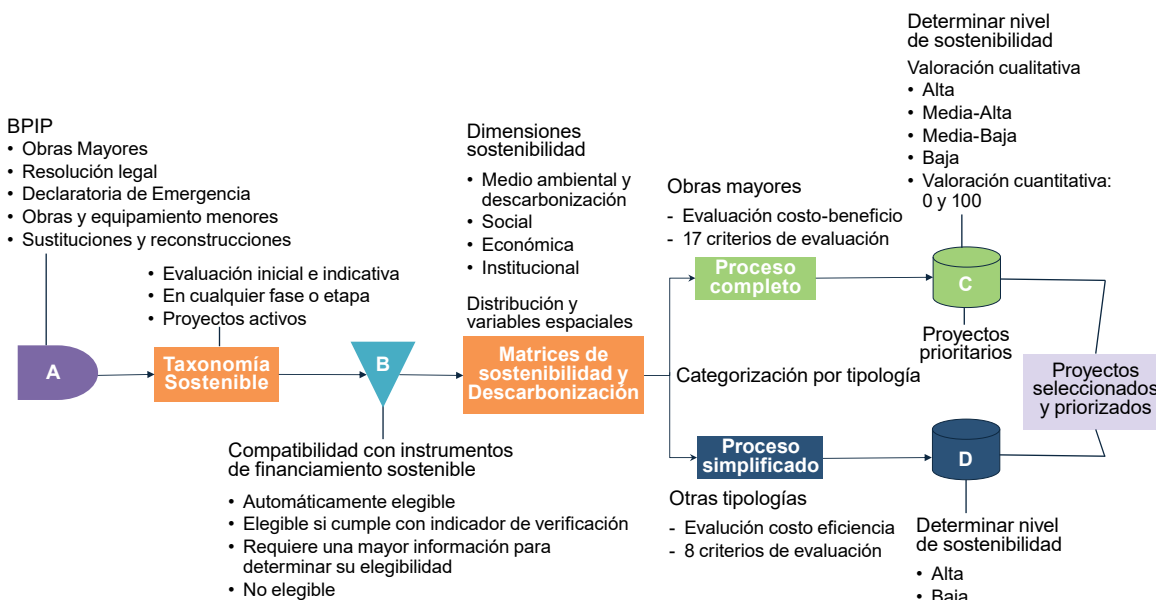 BPIP
• Obras Mayores
• Resolución legal
• Declaratoria de Emergencia
• Obras y equipamiento menores
• Sustituciones y reconstrucciones
A
• Evaluación inicial e indicativa
• En cualquier fase o etapa
• Proyectos activos
Taxonomía
Sostenible
B
Compatibilidad con instrumentos
de financiamiento sostenible
• Automáticamente elegible
• Elegible si cumple con indicador de verificación
• Requiere una mayor información para
determinar su elegibilidad
• No elegible
Dimensiones
sostenibilidad
• Medio ambiental y
descarbonización
• Social
• Económica
• Institucional
Distribución y
variables espaciales
Matrices de
sostenibilidad y
Descarbonización
Categorización por tipología
Obras mayores
- Evaluación costo-beneficio
- 17 criterios de evaluación
Proceso
completo
Proceso
simplificado
Otras tipologías
- Evalución costo eficiencia
- 8 criterios de evaluación
Determinar nivel
de sostenibilidad
Valoración cualitativa
• Alta
• Media-Alta
• Media-Baja
• Baja
• Valoración cuantitativa:
0 y 100
C
Proyectos
prioritarios
D
Determinar nivel
de sostenibilidad
• Alta
• Baja
Proyectos
seleccionados
y priorizados